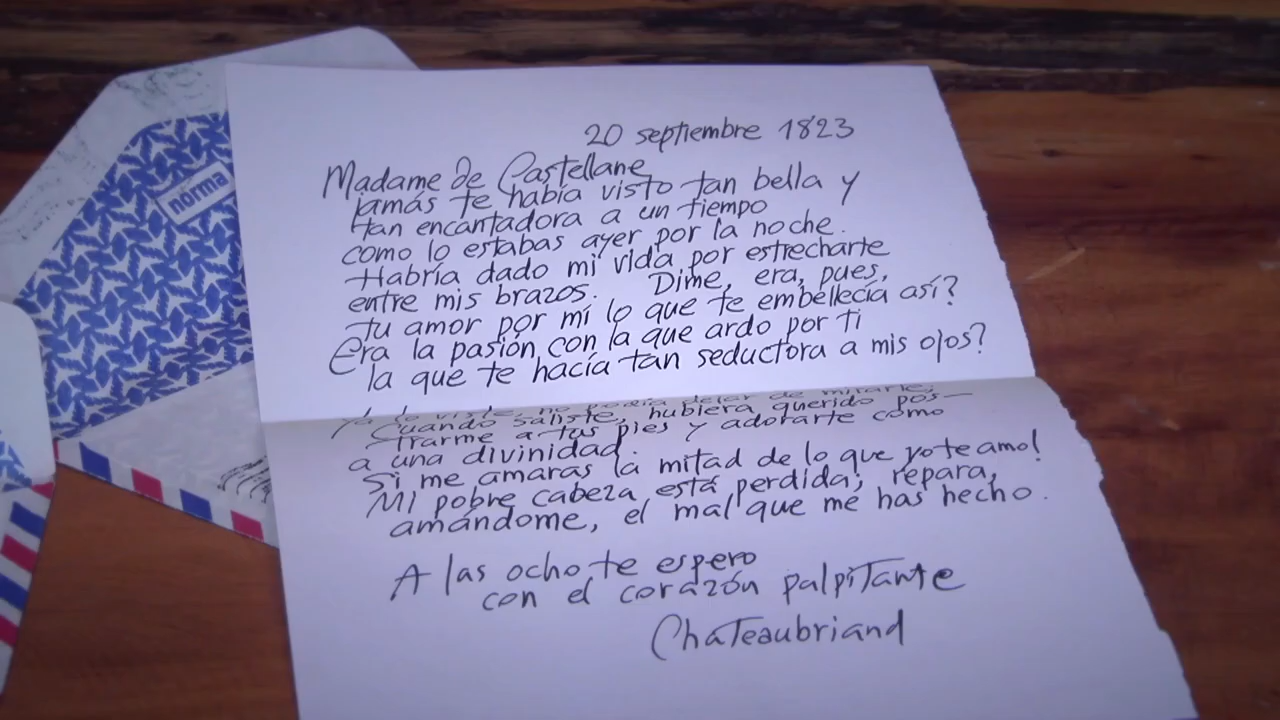 norma
20 septiembre 1823
Madame de Castellane
Jamás te había visto tan bella y
tan encantadora a un tiempo
como lo estabas ayer por la noche.
Habría dado mi vida por estrecharte
entre mis brazos. Dime, era, pues,
tu amor por mí lo que te embellecía así?
Era la pasión con la que ardo por ti
la que te hacía tan seductora a mis ojos?
no podía dejar de mirarte,
Cuando saliste, hubiera querido pos-
trarme a tus pies y adorarte como
a una divinidad.
Si me amaras la mitad de lo que yo te amo!
Mi pobre cabeza está perdida; repara,
amándome, el mal que me has hecho.
A las ocho te espero
con el corazón palpitante
Chateaubriand